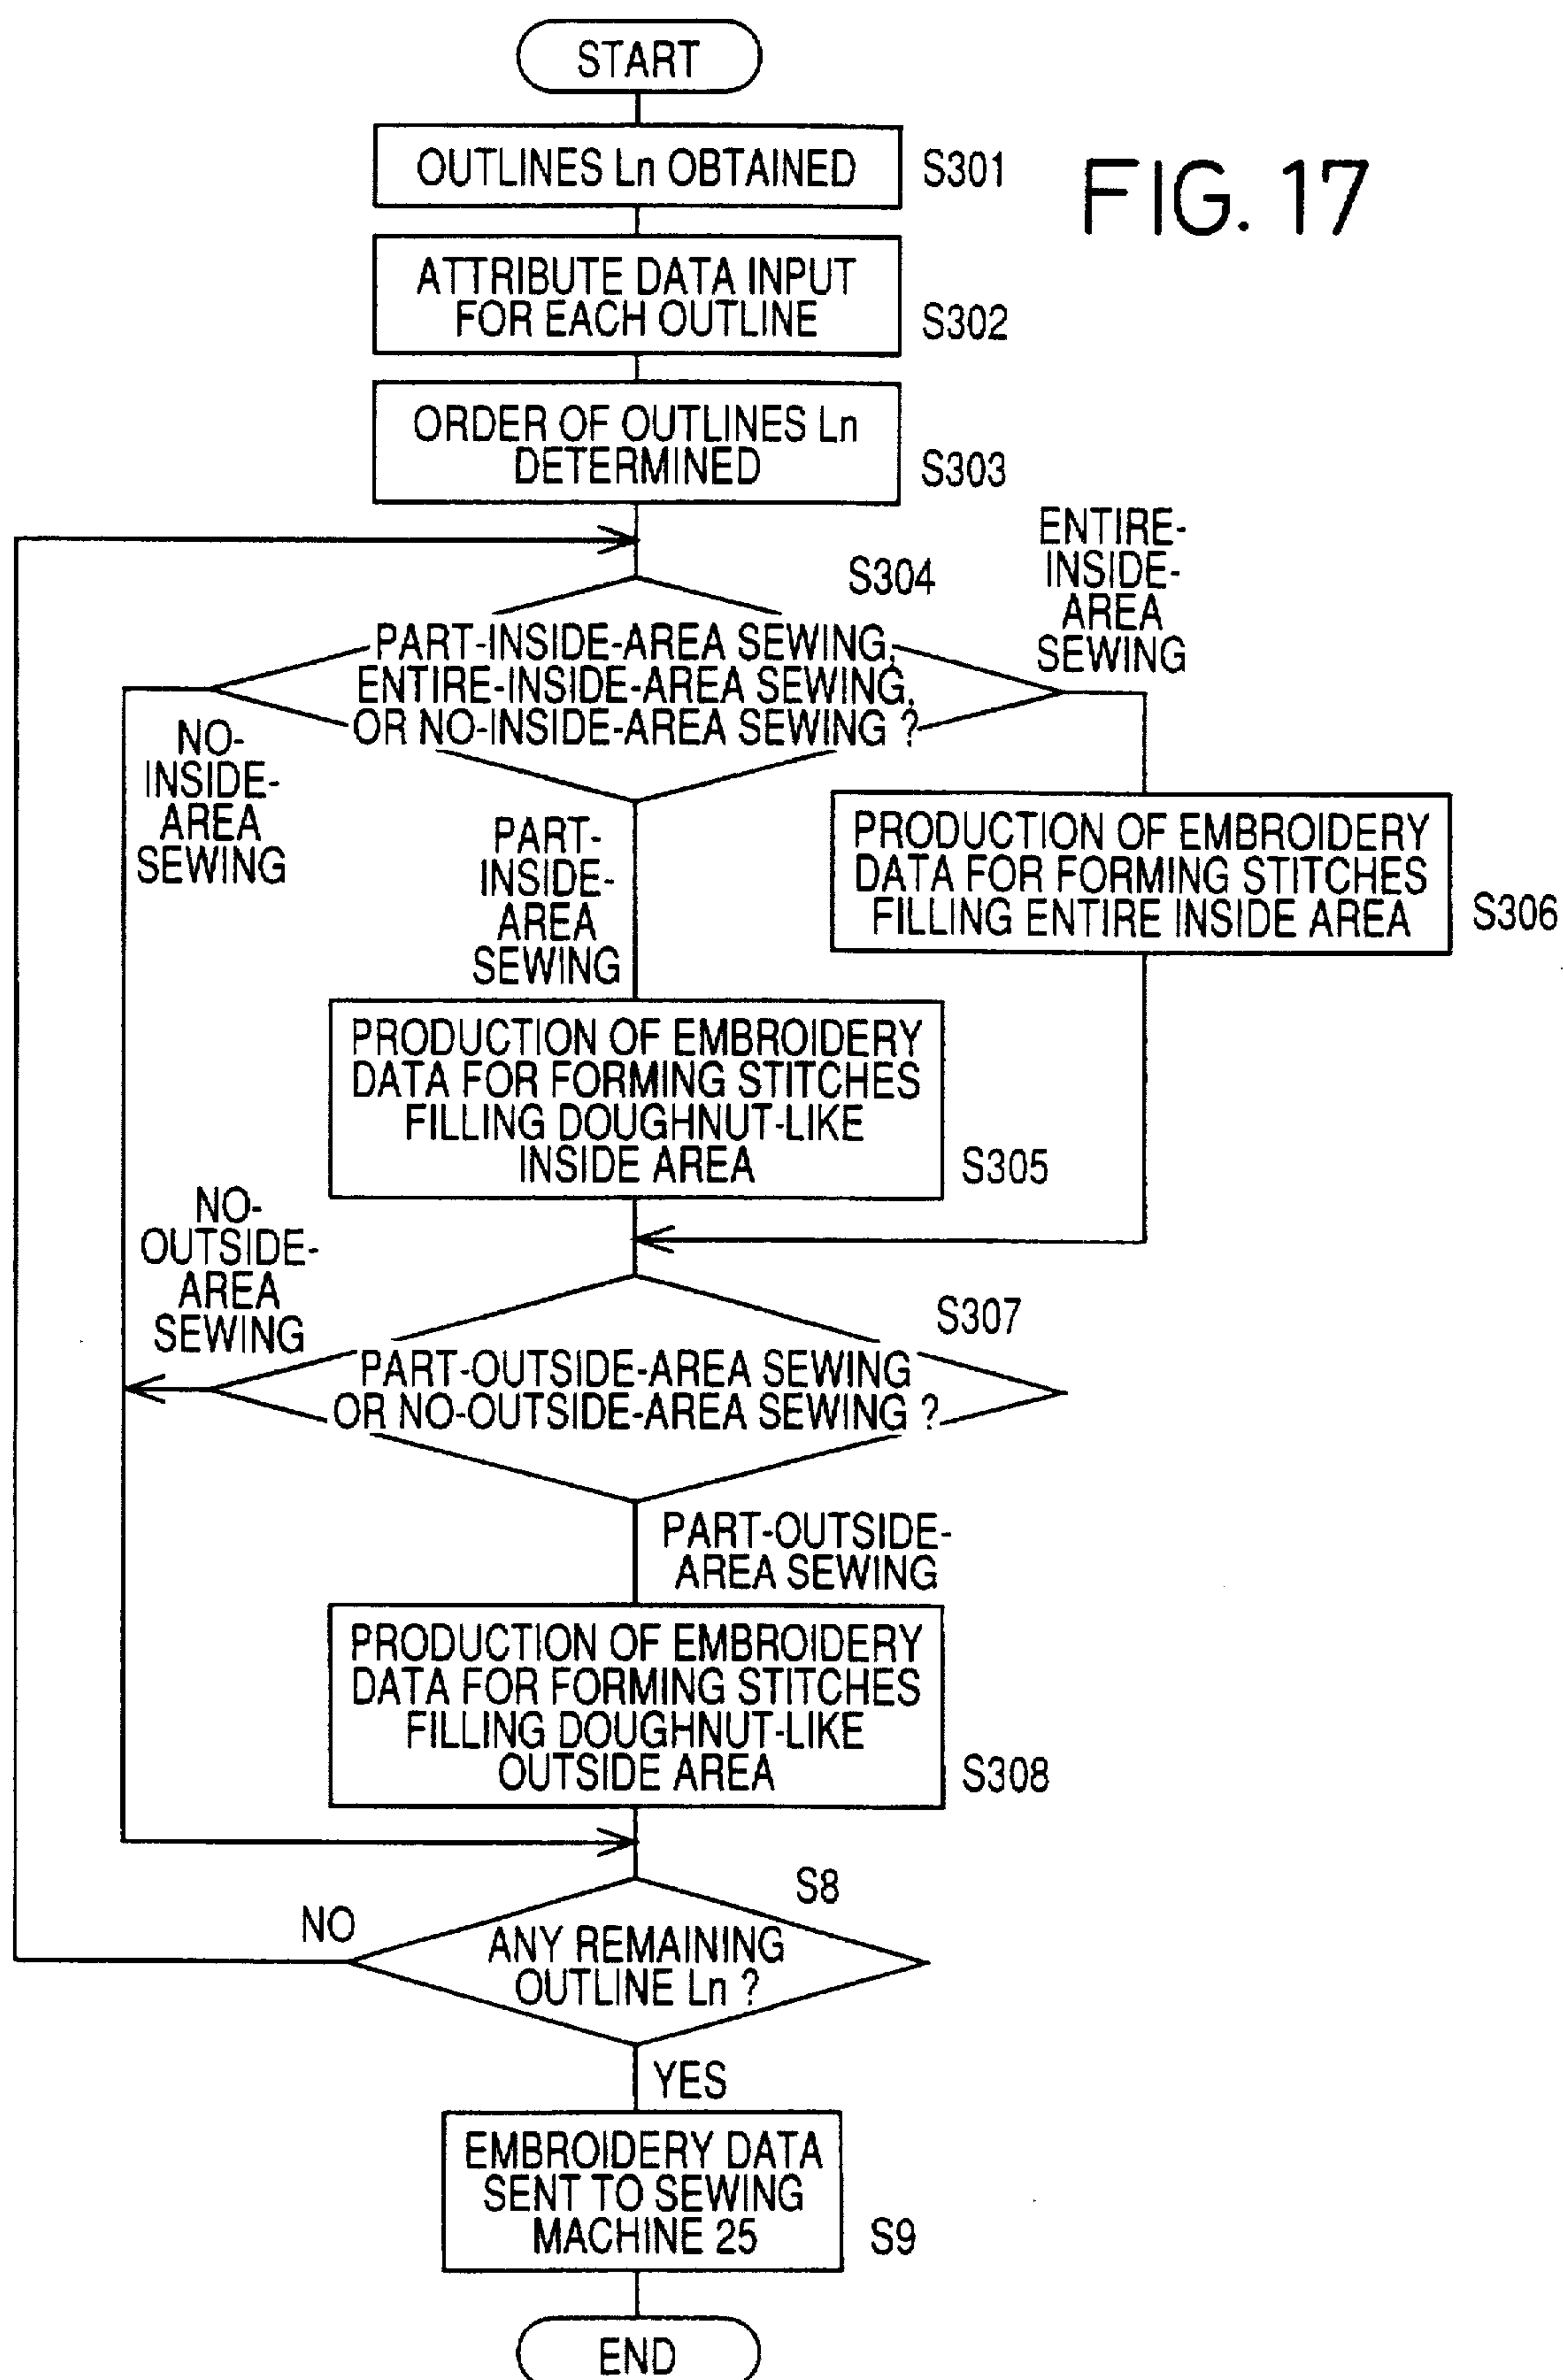 START
OUTLINES Ln OBTAINED
S301
FIG. 17
ATTRIBUTE DATA INPUT
FOR EACH OUTLINE
S302
ORDER OF OUTLINES Ln
DETERMINED
S303
S304
PART-INSIDE-AREA SEWING,
ENTIRE-INSIDE-AREA SEWING,
OR NO-INSIDE-AREA SEWING ?
ENTIRE-
INSIDE-
AREA
SEWING
NO-
INSIDE-
AREA
SEWING
PART-
INSIDE-
AREA
SEWING
PRODUCTION OF EMBROIDERY
DATA FOR FORMING STITCHES
FILLING ENTIRE INSIDE AREA
S306
PRODUCTION OF EMBROIDERY
DATA FOR FORMING STITCHES
FILLING DOUGHNUT-LIKE
INSIDE AREA
S305
NO-
OUTSIDE-
AREA
SEWING
S307
PART-OUTSIDE-AREA SEWING
OR NO-OUTSIDE-AREA SEWING ?
PART-OUTSIDE-
AREA SEWING
PRODUCTION OF EMBROIDERY
DATA FOR FORMING STITCHES
FILLING DOUGHNUT-LIKE
OUTSIDE AREA
S308
S8
NO
ANY REMAINING
OUTLINE Ln ?
YES
EMBROIDERY DATA
SENT TO SEWING
MACHINE 25
S9
END